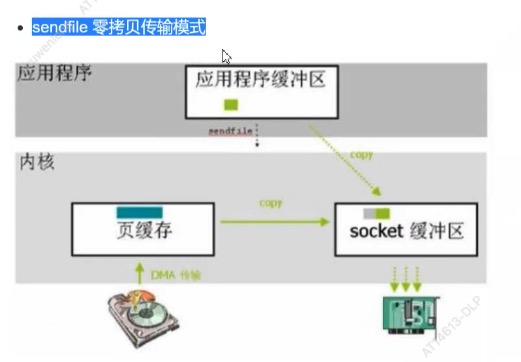 sendfile 零拷贝传输模式
应用程序
应用程序缓冲区
sendfile
copy
内核
copy
页缓存
socket 缓冲区
DMA 传输
ATT4613-DLP